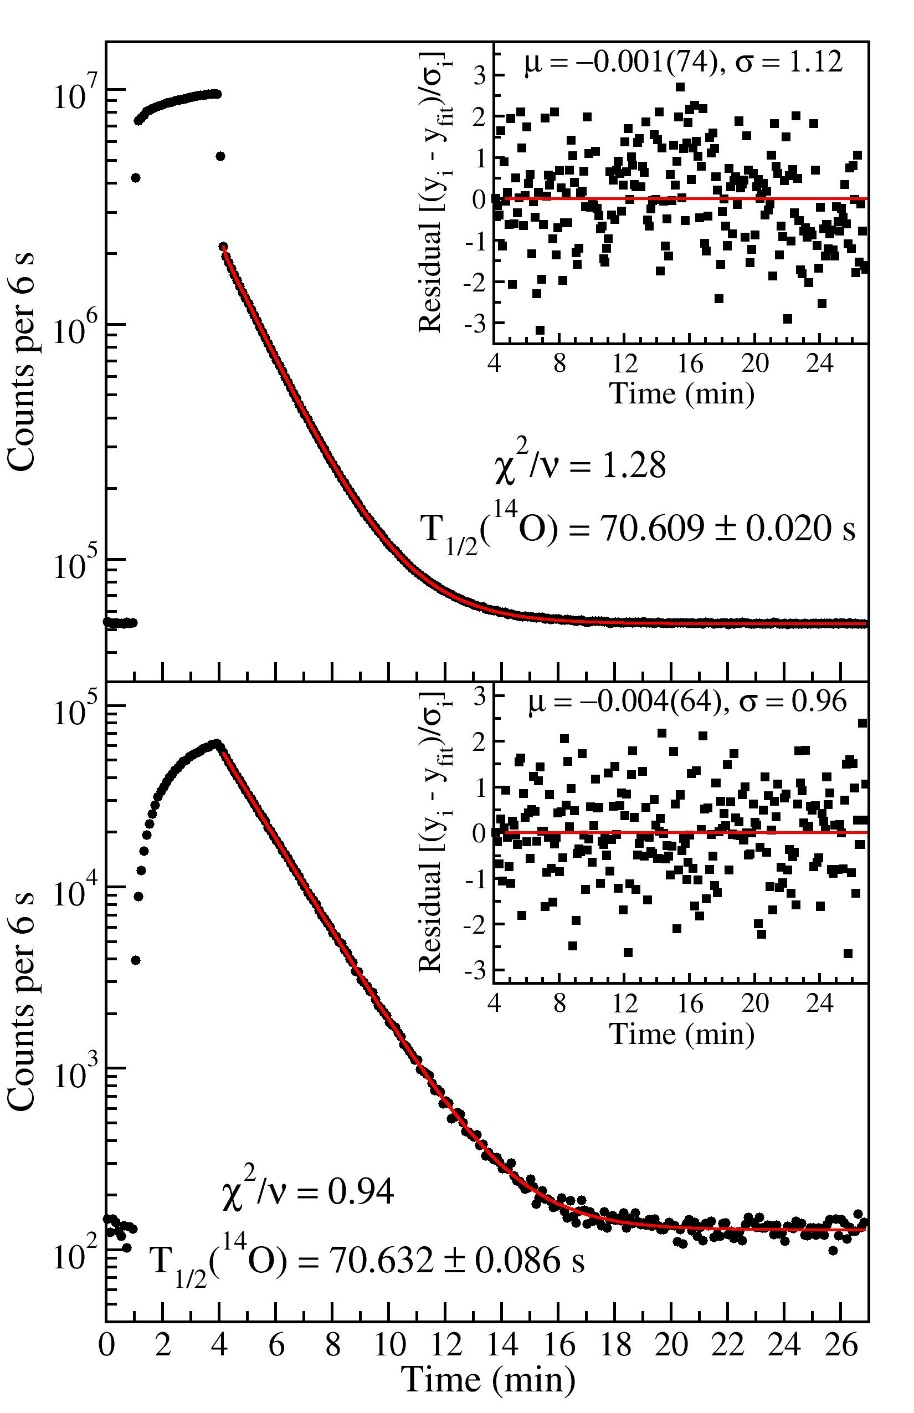 μ = −0.001(74), σ = 1.12
Residual [(y_i - y_fit)/σ_i]
3
2
1
0
-1
-2
-3
4 8 12 16 20 24
Time (min)
10^7
10^6
10^5
Counts per 6 s
χ^2/ν = 1.28
T_1/2(^14O) = 70.609 ± 0.020 s
μ = −0.004(64), σ = 0.96
Residual [(y_i - y_fit)/σ_i]
3
2
1
0
-1
-2
-3
4 8 12 16 20 24
Time (min)
10^5
10^4
10^3
10^2
Counts per 6 s
χ^2/ν = 0.94
T_1/2(^14O) = 70.632 ± 0.086 s
0 2 4 6 8 10 12 14 16 18 20 22 24 26
Time (min)